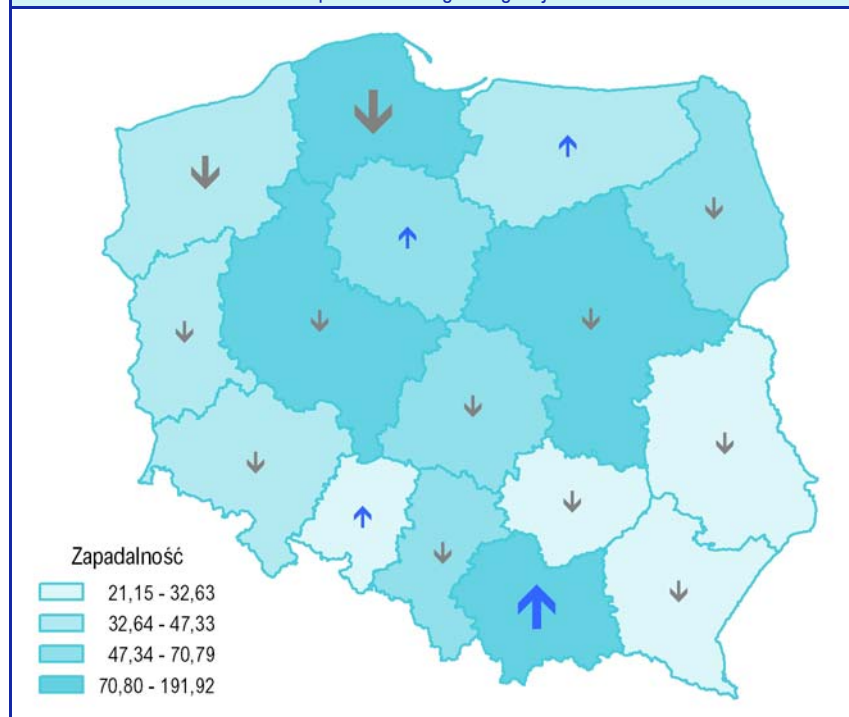 Zapadalność
21,15 - 32,63
32,64 - 47,33
47,34 - 70,79
70,80 - 191,92